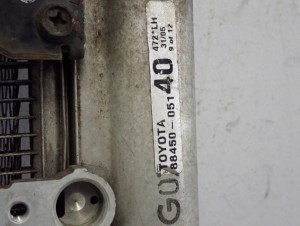 472*LH
31/05
9 of 12
TOYOTA
88450-051
40
GU